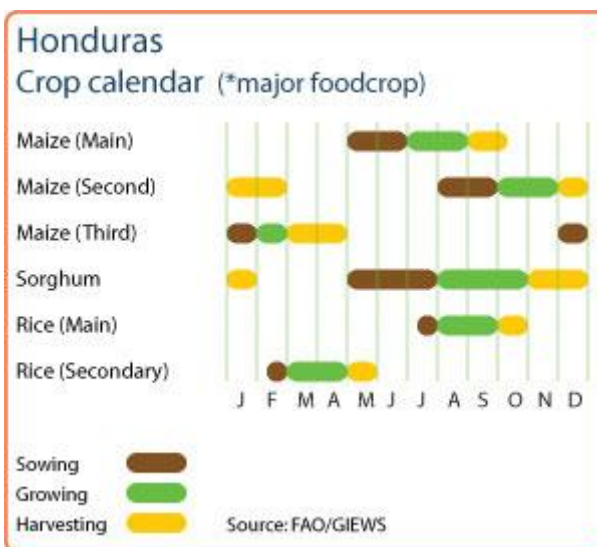 Honduras
Crop calendar (*major foodcrop)
Maize (Main)
Maize (Second)
Maize (Third)
Sorghum
Rice (Main)
Rice (Secondary)
J F M A M J J A S O N D
Sowing
Growing
Harvesting
Source: FAO/GIEWS